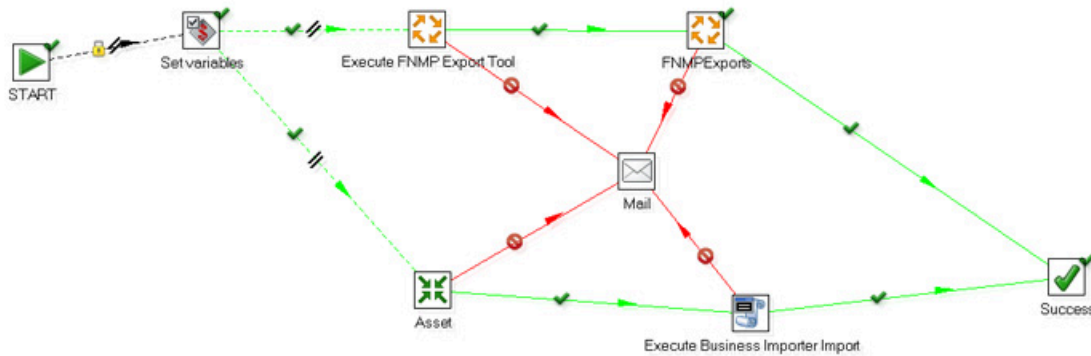 START
Set variables
Execute FNMP Export Tool
FNMPExports
Mail
Asset
Execute Business Importer Import
Success